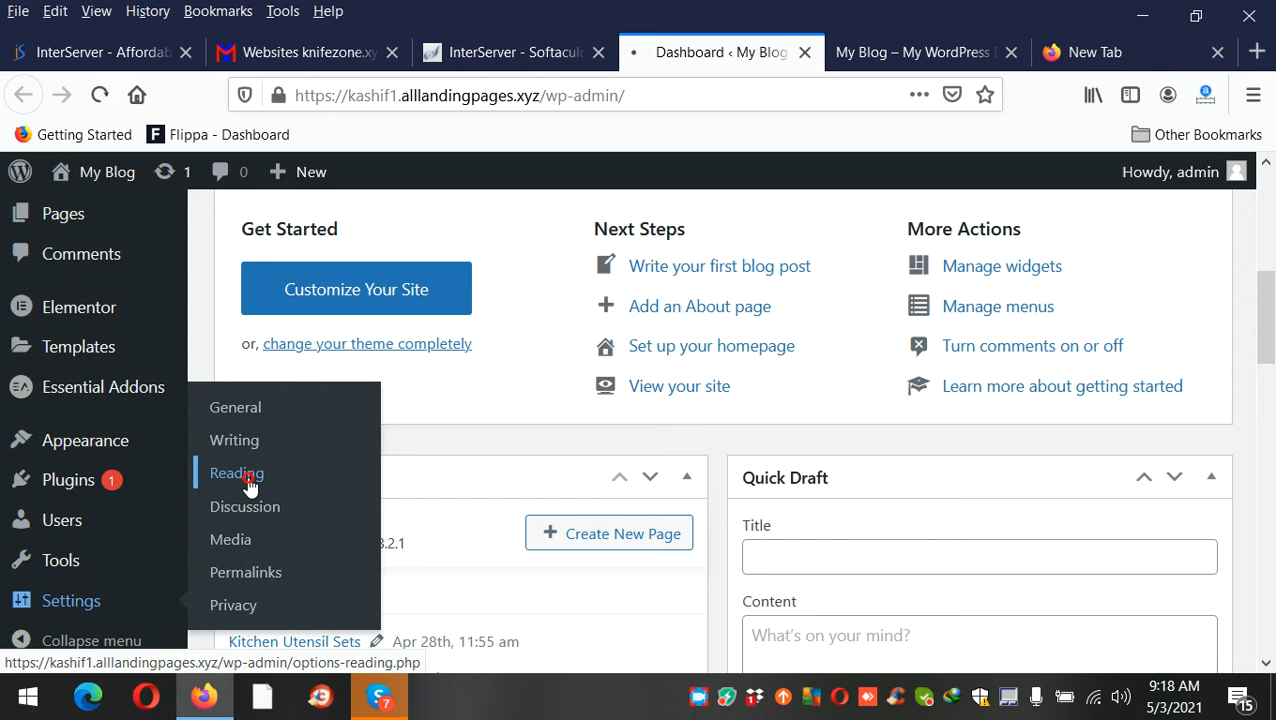 File Edit View History Bookmarks Tools Help
InterServer - Affordab
Websites knifezone.xy
InterServer - Softacul
Dashboard ‹ My Blog
My Blog – My WordPress
New Tab
https://kashif1.alllandingpages.xyz/wp-admin/
Getting Started
F Flippa - Dashboard
Other Bookmarks
My Blog 1 0 New
Howdy, admin
Pages
Comments
Elementor
Templates
Essential Addons
Appearance
Plugins 1
Users
Tools
Settings
Collapse menu
General
Writing
Reading
Discussion
Media
Permalinks
Privacy
Get Started
Customize Your Site
or, change your theme completely
Next Steps
Write your first blog post
Add an About page
Set up your homepage
View your site
More Actions
Manage widgets
Manage menus
Turn comments on or off
Learn more about getting started
.2.1
Create New Page
Kitchen Utensil Sets Apr 28th, 11:55 am
Quick Draft
Title
Content
What's on your mind?
https://kashif1.alllandingpages.xyz/wp-admin/options-reading.php
7
9:18 AM
5/3/2021
15